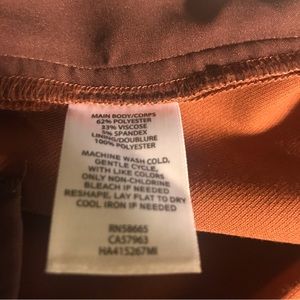 MAIN BODY/CORPS
62% POLYESTER
33% VISCOSE
5% SPANDEX
LINING/DOUBLURE
100% POLYESTER
MACHINE WASH COLD,
GENTLE CYCLE,
WITH LIKE COLORS
ONLY NON-CHLORINE
BLEACH IF NEEDED
RESHAPE, LAY FLAT TO DRY
COOL IRON IF NEEDED
RN58665
CA57963
HA415267MI